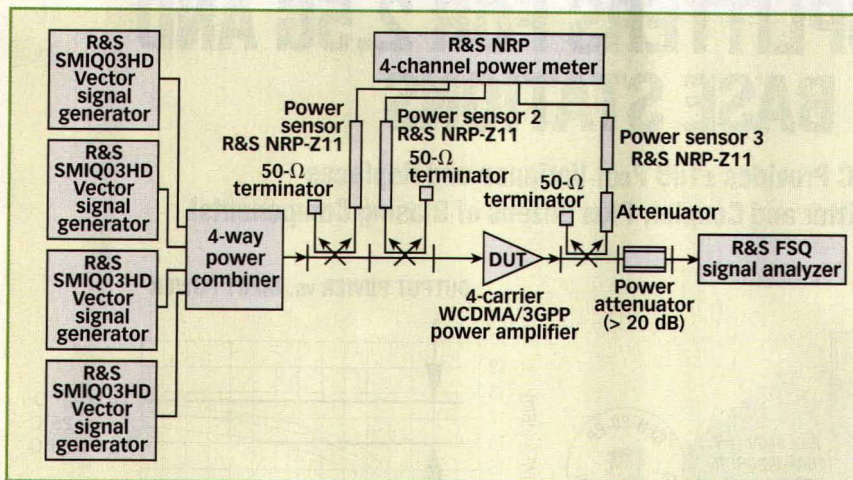 R&S
SMIQ03HD
Vector
signal
generator
R&S
SMIQ03HD
Vector
signal
generator
R&S
SMIQ03HD
Vector
signal
generator
R&S
SMIQ03HD
Vector
signal
generator
4-way
power
combiner
R&S NRP
4-channel power meter
Power
sensor
R&S NRP-Z11
50-Ω
terminator
Power sensor 2
R&S NRP-Z11
50-Ω
terminator
Power sensor 3
R&S NRP-Z11
50-Ω
terminator
Attenuator
DUT
4-carrier
WCDMA/3GPP
power amplifier
Power
attenuator
(> 20 dB)
R&S FSQ
signal analyzer